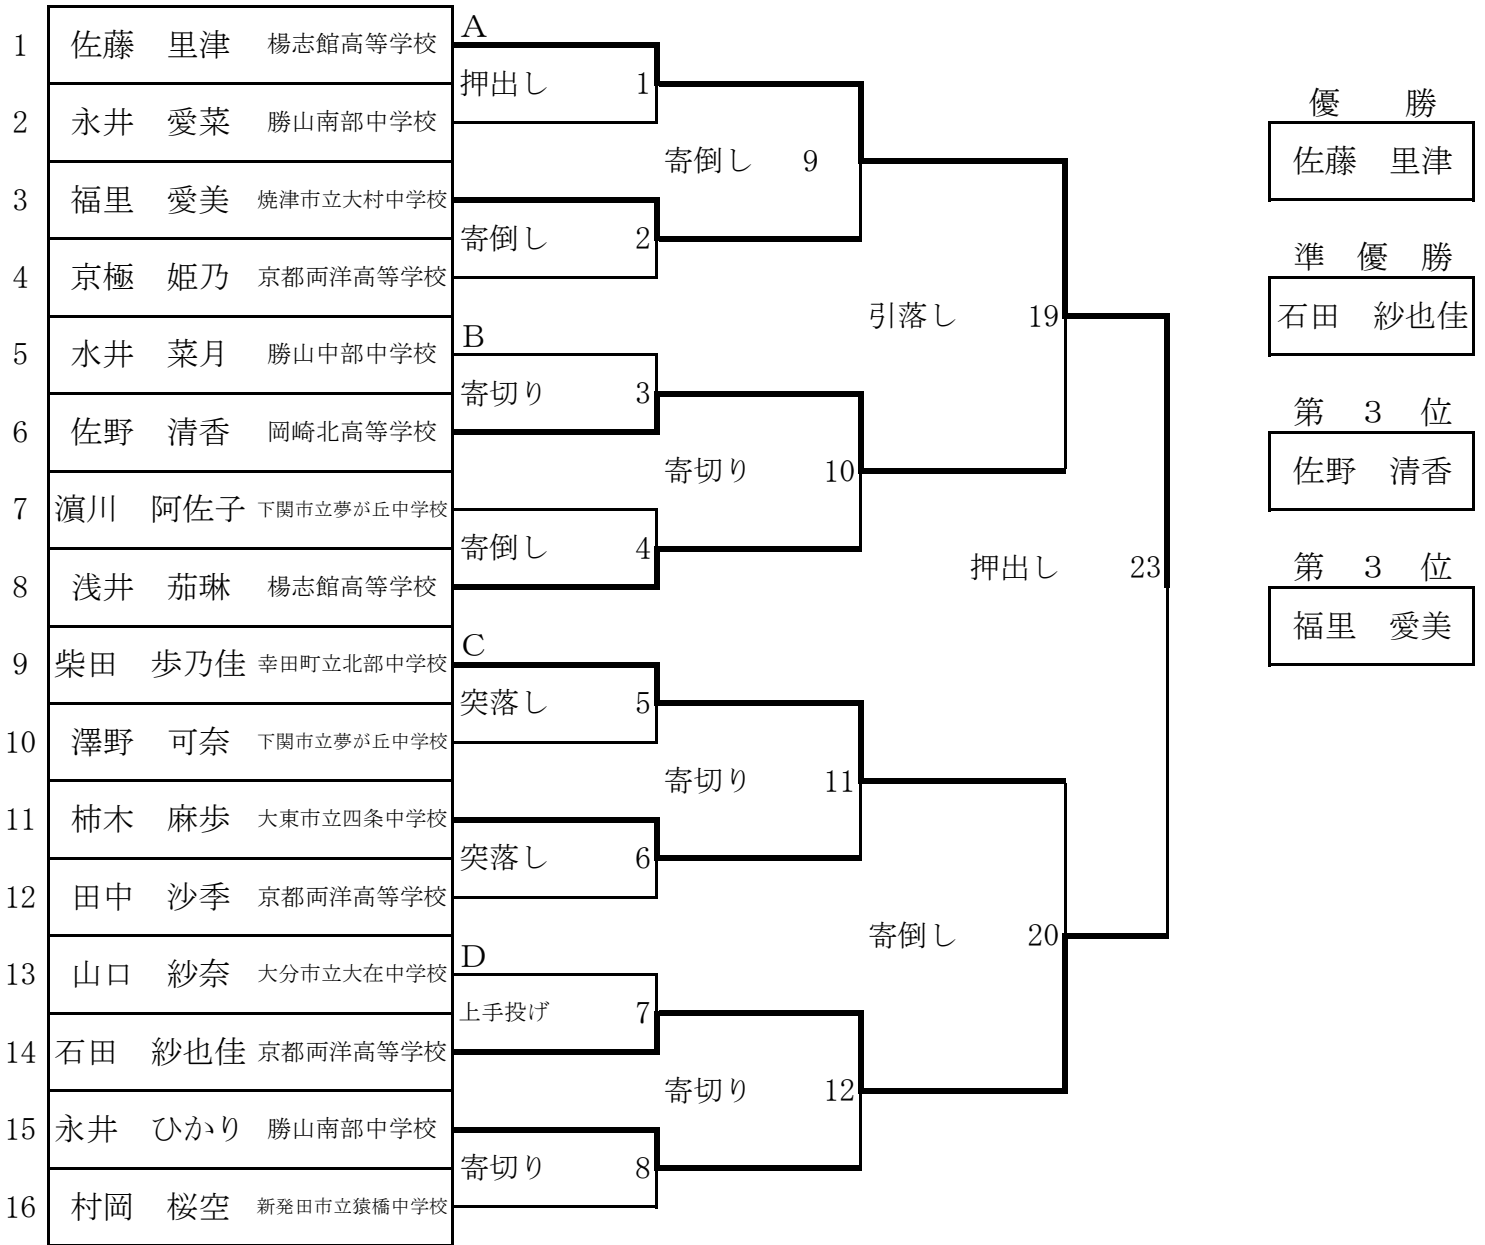 1 佐藤 里津 楊志館高等学校
2 永井 愛菜 勝山南部中学校
3 福里 愛美 焼津市立大村中学校
4 京極 姫乃 京都両洋高等学校
5 水井 菜月 勝山中部中学校
6 佐野 清香 岡崎北高等学校
7 濵川 阿佐子 下関市立夢が丘中学校
8 浅井 茄琳 楊志館高等学校
9 柴田 歩乃佳 幸田町立北部中学校
10 澤野 可奈 下関市立夢が丘中学校
11 柿木 麻歩 大東市立四条中学校
12 田中 沙季 京都両洋高等学校
13 山口 紗奈 大分市立大在中学校
14 石田 紗也佳 京都両洋高等学校
15 永井 ひかり 勝山南部中学校
16 村岡 桜空 新発田市立猿橋中学校
A
押出し 1
寄倒し 2
B
寄切り 3
寄倒し 4
C
突落し 5
突落し 6
D
上手投げ 7
寄切り 8
寄倒し 9
寄切り 10
寄切り 11
寄切り 12
引落し 19
寄倒し 20
押出し 23
優 勝
佐藤 里津
準 優 勝
石田 紗也佳
第 3 位
佐野 清香
第 3 位
福里 愛美